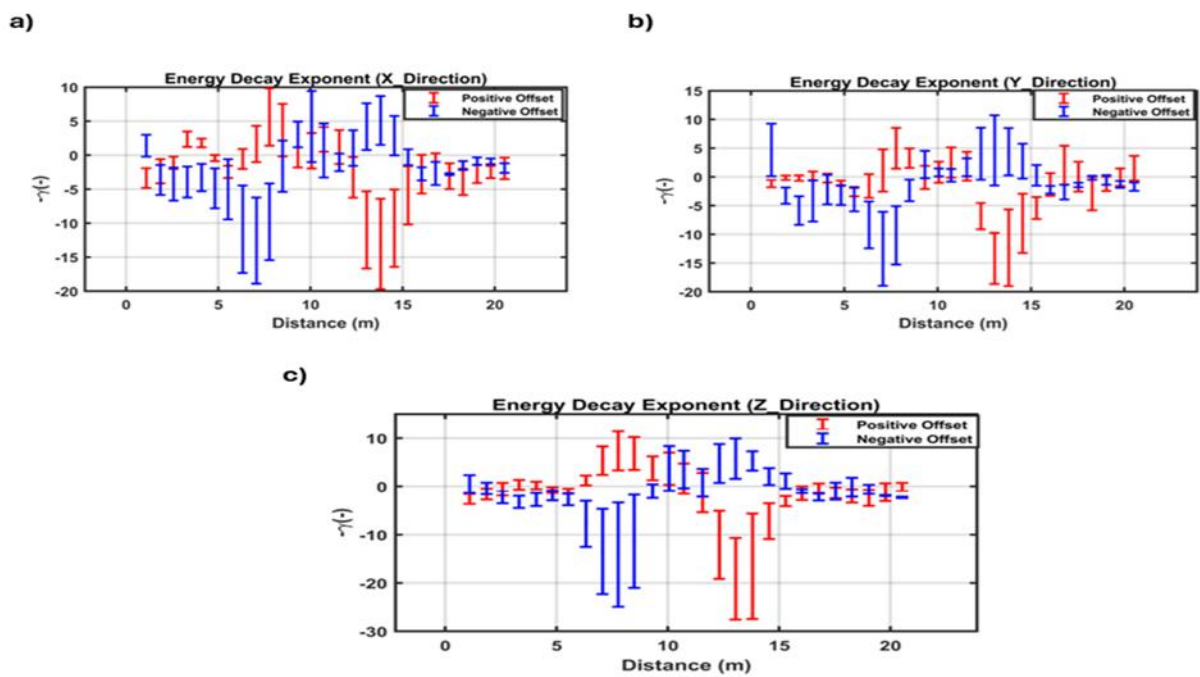 a)
Energy Decay Exponent (X_Direction)
Positive Offset
Negative Offset
10
5
0
-5
-10
-15
-20
-γ(-)
0 5 10 15 20
Distance (m)
b)
Energy Decay Exponent (Y_Direction)
Positive Offset
Negative Offset
15
10
5
0
-5
-10
-15
-20
-γ(-)
0 5 10 15 20
Distance (m)
c)
Energy Decay Exponent (Z_Direction)
Positive Offset
Negative Offset
10
0
-10
-20
-30
-γ(-)
0 5 10 15 20
Distance (m)